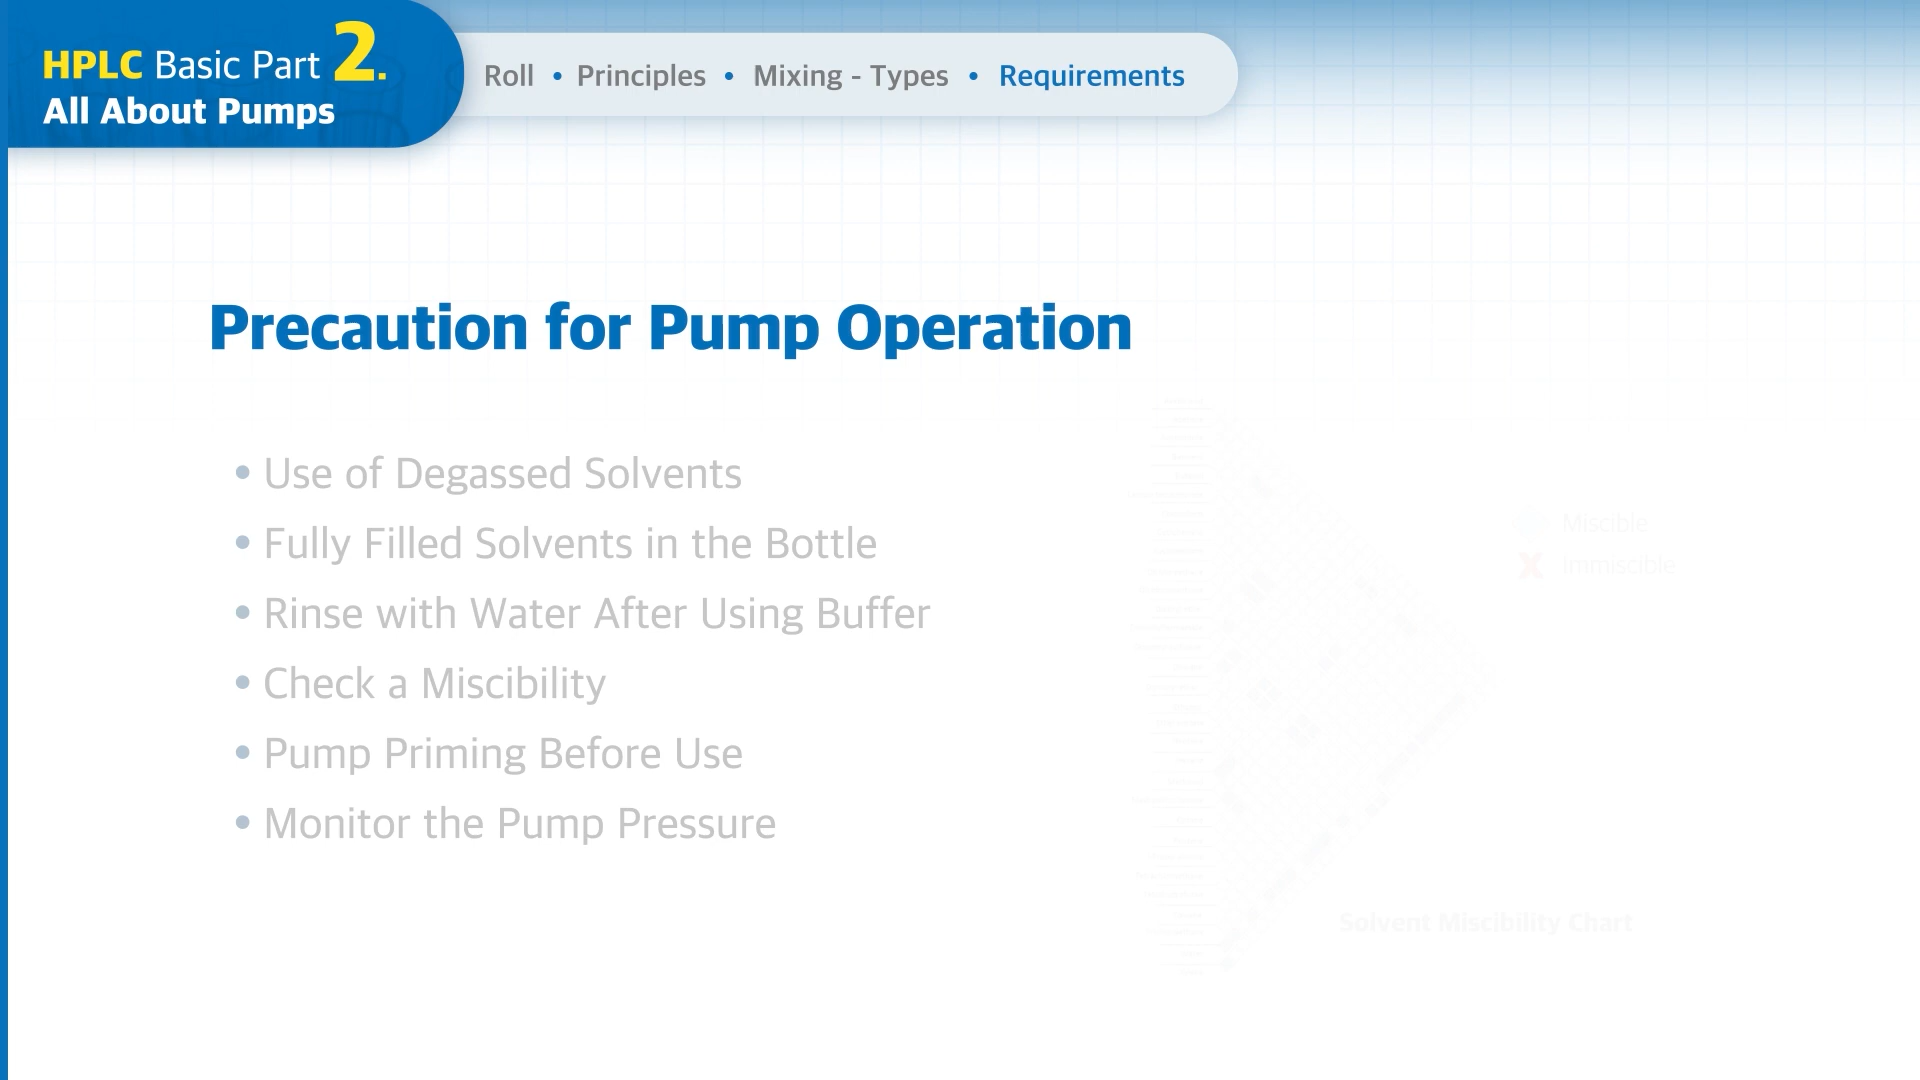 HPLC Basic Part 2.
All About Pumps
Roll • Principles • Mixing - Types • Requirements
Precaution for Pump Operation
• Use of Degassed Solvents
• Fully Filled Solvents in the Bottle
• Rinse with Water After Using Buffer
• Check a Miscibility
• Pump Priming Before Use
• Monitor the Pump Pressure
Miscible
Immiscible
Solvent Miscibility Chart